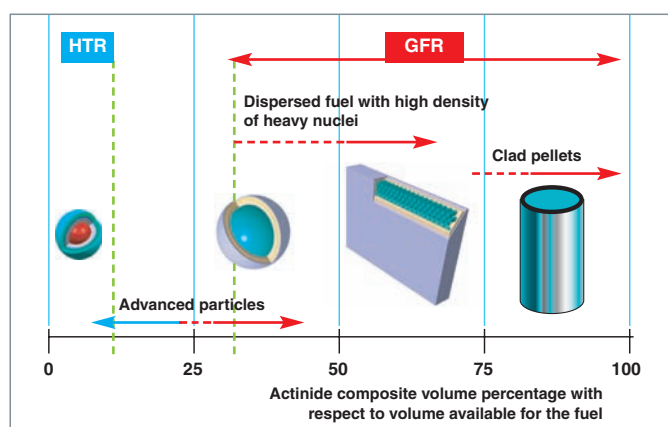 HTR
GFR
Dispersed fuel with high density
of heavy nuclei
Clad pellets
Advanced particles
0
25
50
75
100
Actinide composite volume percentage with
respect to volume available for the fuel